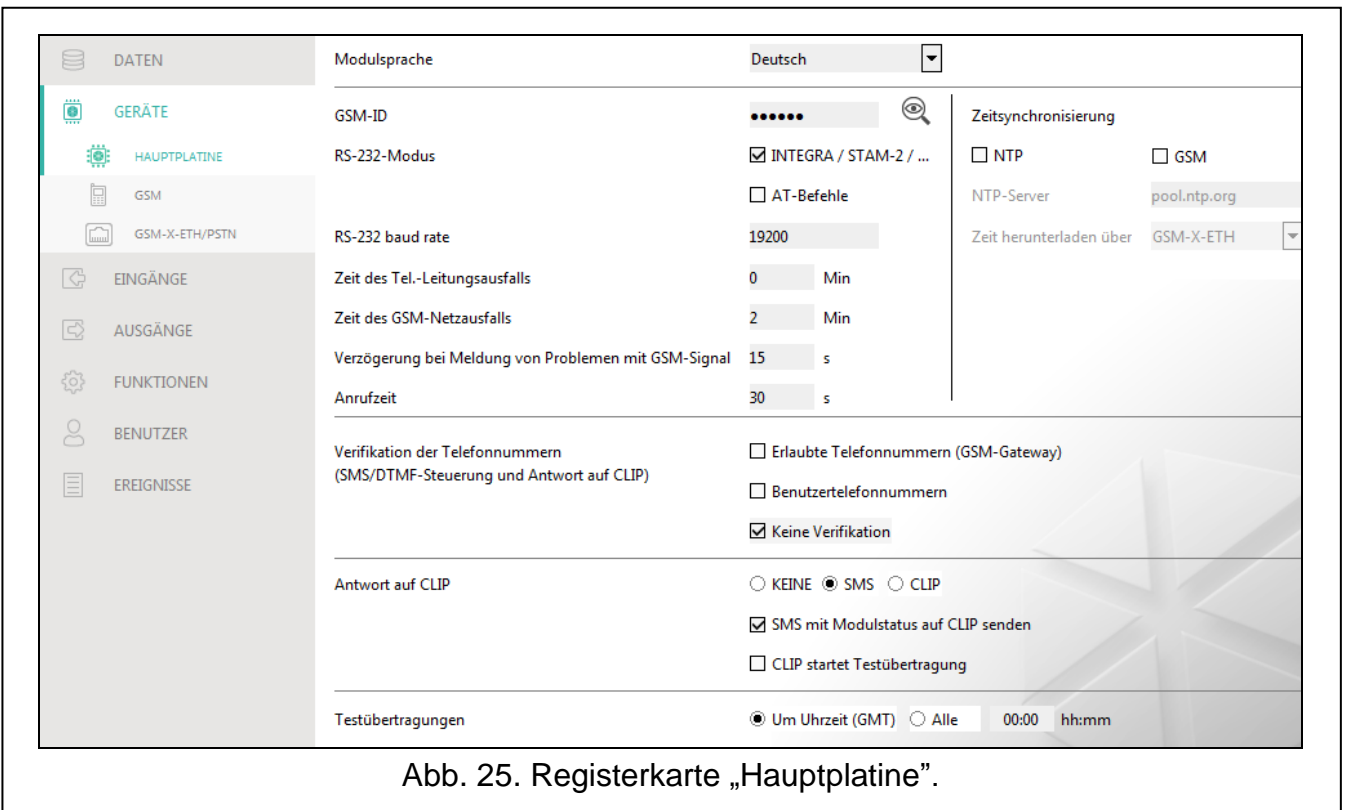 DATEN
GERÄTE
HAUPTPLATINE
GSM
GSM-X-ETH/PSTN
EINGÄNGE
AUSGÄNGE
FUNKTIONEN
BENUTZER
EREIGNISSE
Modulsprache Deutsch
GSM-ID ●●●●●● Zeitsynchronisierung
RS-232-Modus INTEGRA / STAM-2 / ... NTP GSM
AT-Befehle NTP-Server pool.ntp.org
RS-232 baud rate 19200 Zeit herunterladen über GSM-X-ETH
Zeit des Tel.-Leitungsausfalls 0 Min
Zeit des GSM-Netzausfalls 2 Min
Verzögerung bei Meldung von Problemen mit GSM-Signal 15 s
Anrufzeit 30 s
Verifikation der Telefonnummern Erlaubte Telefonnummern (GSM-Gateway)
(SMS/DTMF-Steuerung und Antwort auf CLIP)
Benutzertelefonnummern
Keine Verifikation
Antwort auf CLIP KEINE SMS CLIP
SMS mit Modulstatus auf CLIP senden
CLIP startet Testübertragung
Testübertragungen Um Uhrzeit (GMT) Alle 00:00 hh:mm
Abb. 25. Registerkarte „Hauptplatine”.